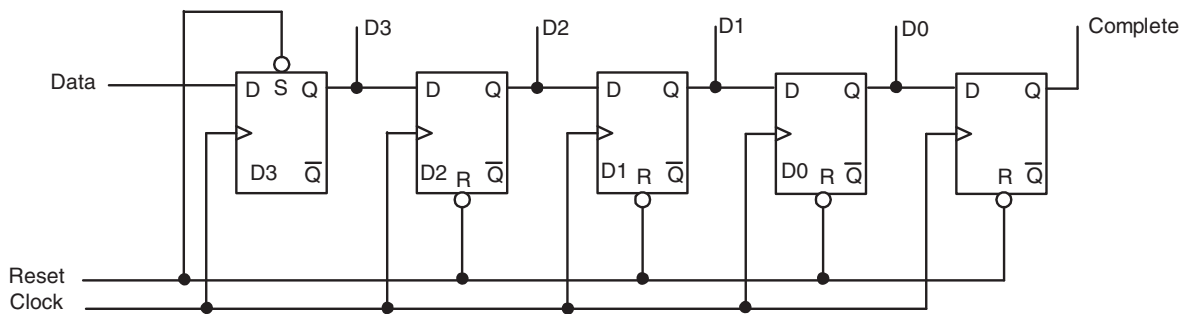 D3 D2 D1 D0 Complete
Data
D S Q D Q D Q D Q D Q
D3 Q̅ D2 R Q̅ D1 R Q̅ D0 R Q̅ R Q̅
Reset
Clock